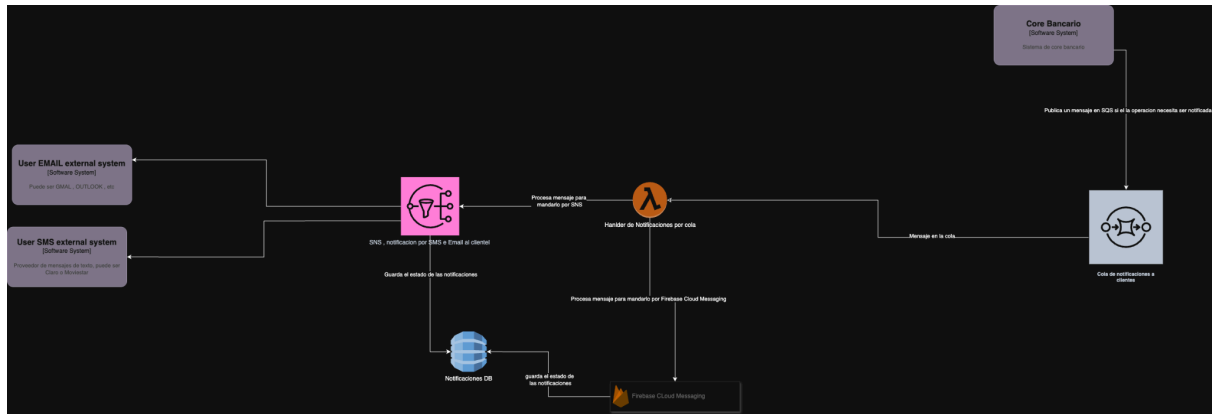 Core Bancario
[Software System]
Sistema de core bancario
Publica un mensaje en SQS si el la operacion necesita ser notificada
User EMAIL external system
[Software System]
Puede ser GMAIL , OUTLOOK , etc
Procesa mensaje para
mandarlo por SNS
Hanlder de Notificaciones por cola
User SMS external system
[Software System]
Proveedor de mensajes de texto, puede ser
Claro o Moviestar
SNS , notificacion por SMS e Email al clientel
Mensaje en la cola
Guarda el estado de las notificaciones
Cola de notificaciones a
clientes
Procesa mensaje para mandarlo por Firebase Cloud Messaging
Notificaciones DB
guarda el estado de
las notificaciones
Firebase CLoud Messaging